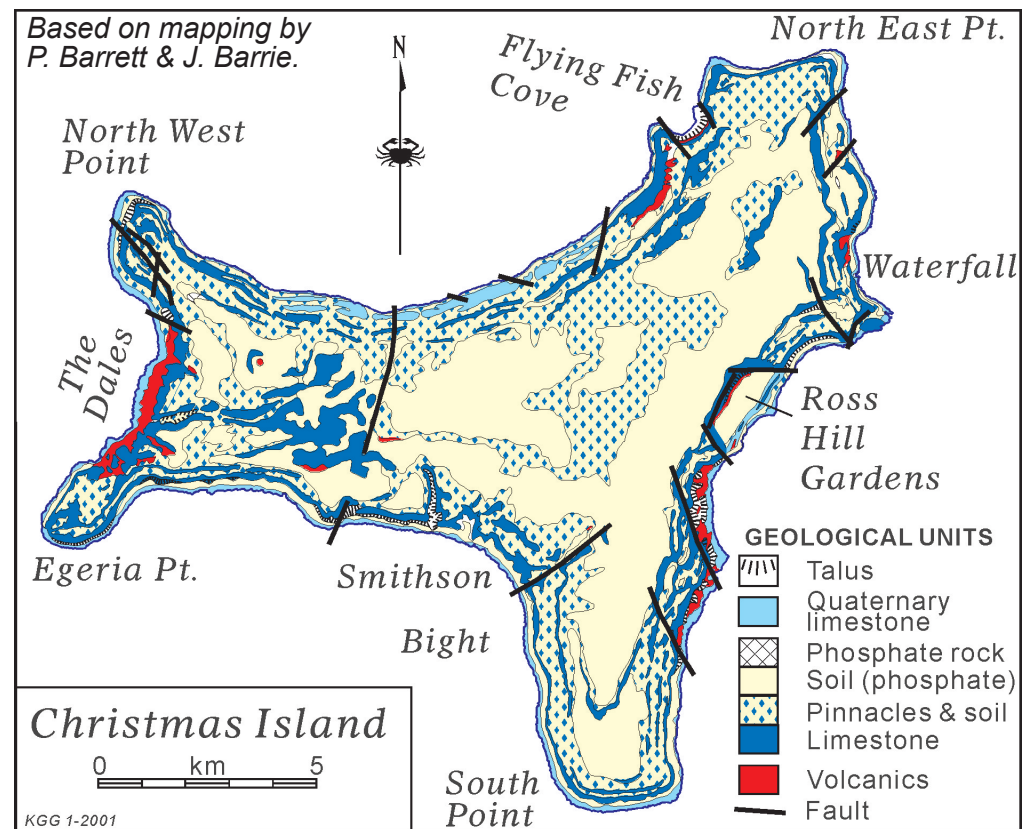 Based on mapping by
P. Barrett & J. Barrie.
North East Pt.
Flying Fish
Cove
N
North West
Point
Waterfall
The
Dales
Ross
Hill
Gardens
Egeria Pt.
Smithson
Bight
South
Point
GEOLOGICAL UNITS
Talus
Quaternary
limestone
Phosphate rock
Soil (phosphate)
Pinnacles & soil
Limestone
Volcanics
Fault
Christmas Island
0 km 5
KGG 1-2001